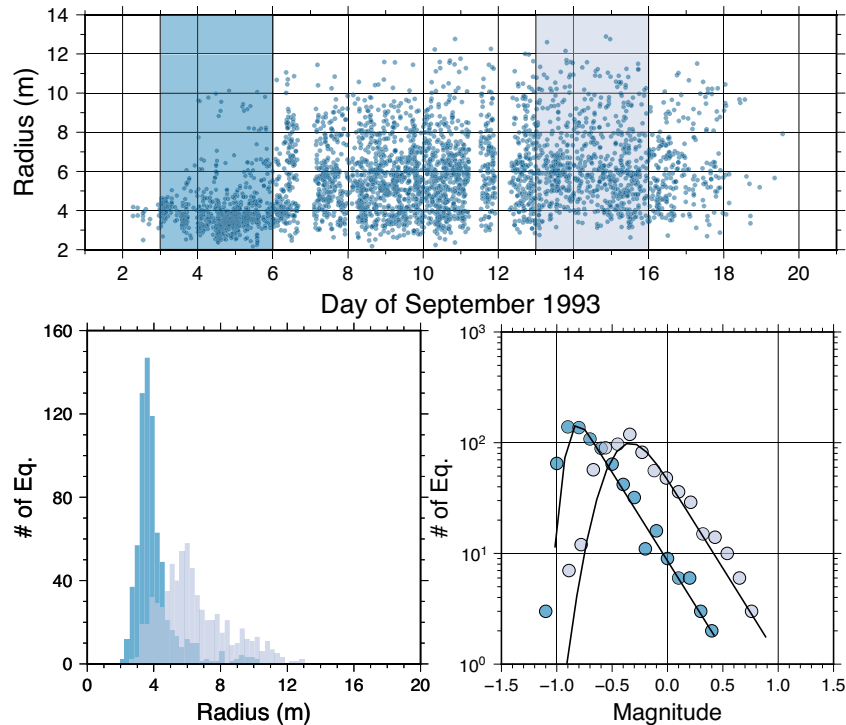 14
12
10
8
6
4
2
Radius (m)
2 4 6 8 10 12 14 16 18 20
Day of September 1993
160
120
80
40
0
# of Eq.
0 4 8 12 16 20
Radius (m)
10³
10²
10¹
10⁰
# of Eq.
−1.5 −1.0 −0.5 0.0 0.5 1.0 1.5
Magnitude